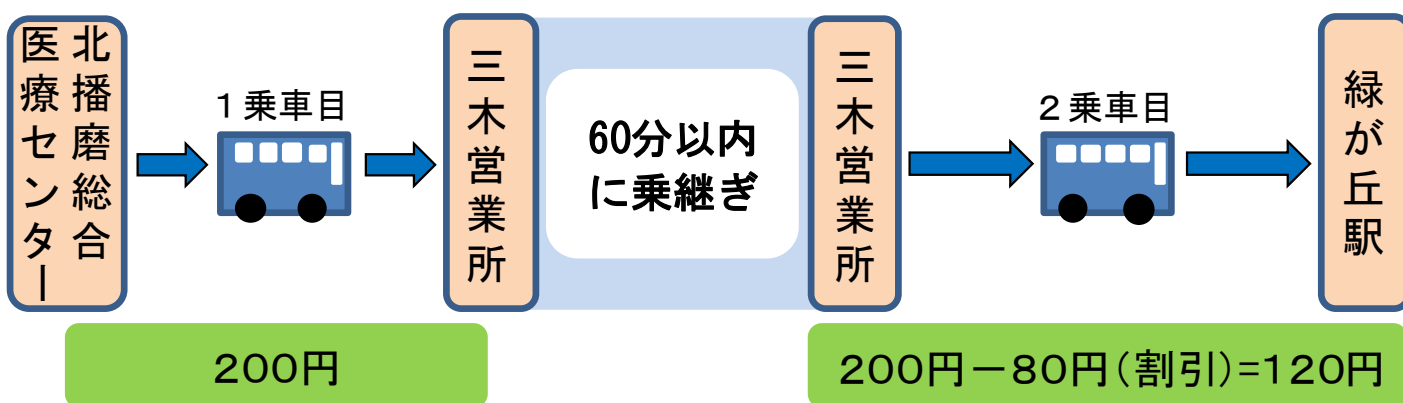 北播磨総合
医療センター
1乗車目
三木営業所
60分以内
に乗継ぎ
三木営業所
2乗車目
緑が丘駅
200円
200円－80円(割引)=120円